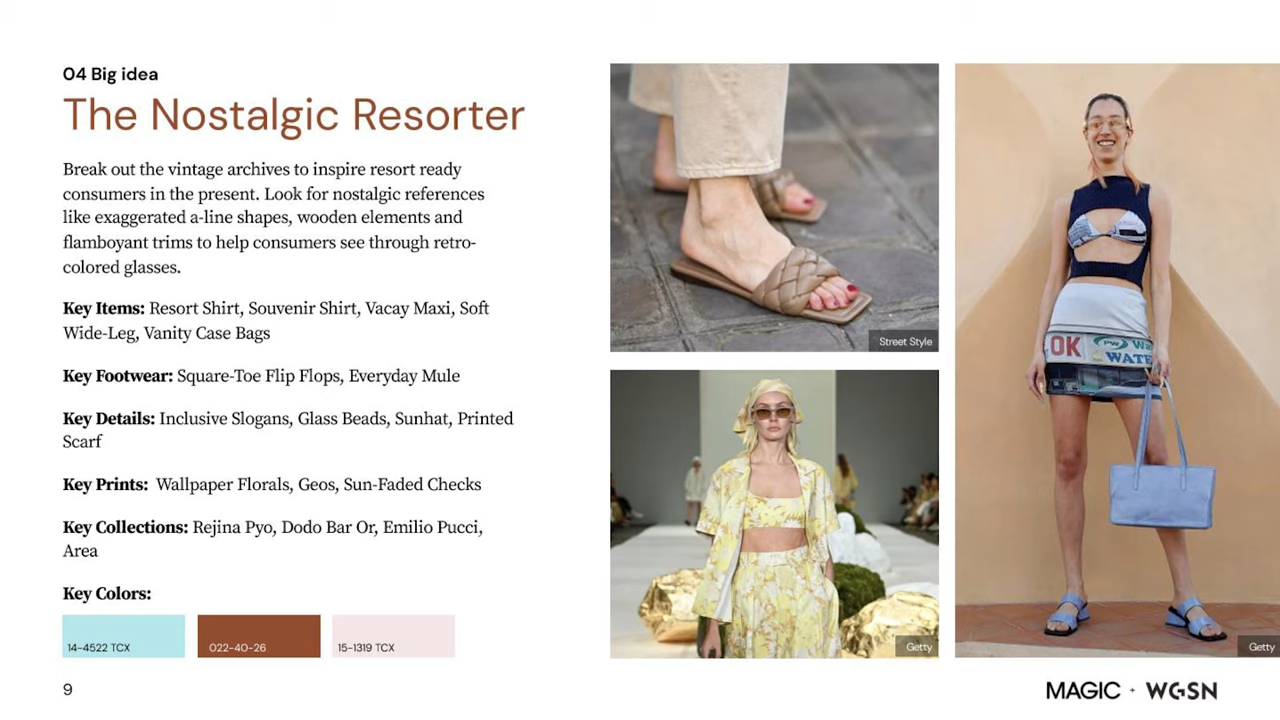 04 Big idea
The Nostalgic Resorter
Break out the vintage archives to inspire resort ready
consumers in the present. Look for nostalgic references
like exaggerated a-line shapes, wooden elements and
flamboyant trims to help consumers see through retro-
colored glasses.
Key Items: Resort Shirt, Souvenir Shirt, Vacay Maxi, Soft
Wide-Leg, Vanity Case Bags
Key Footwear: Square-Toe Flip Flops, Everyday Mule
Key Details: Inclusive Slogans, Glass Beads, Sunhat, Printed
Scarf
Key Prints: Wallpaper Florals, Geos, Sun-Faded Checks
Key Collections: Rejina Pyo, Dodo Bar Or, Emilio Pucci,
Area
Key Colors:
14-4522 TCX
022-40-26
15-1319 TCX
9
Street Style
Getty
OK
PW
WATE
Getty
MAGIC + WGSN